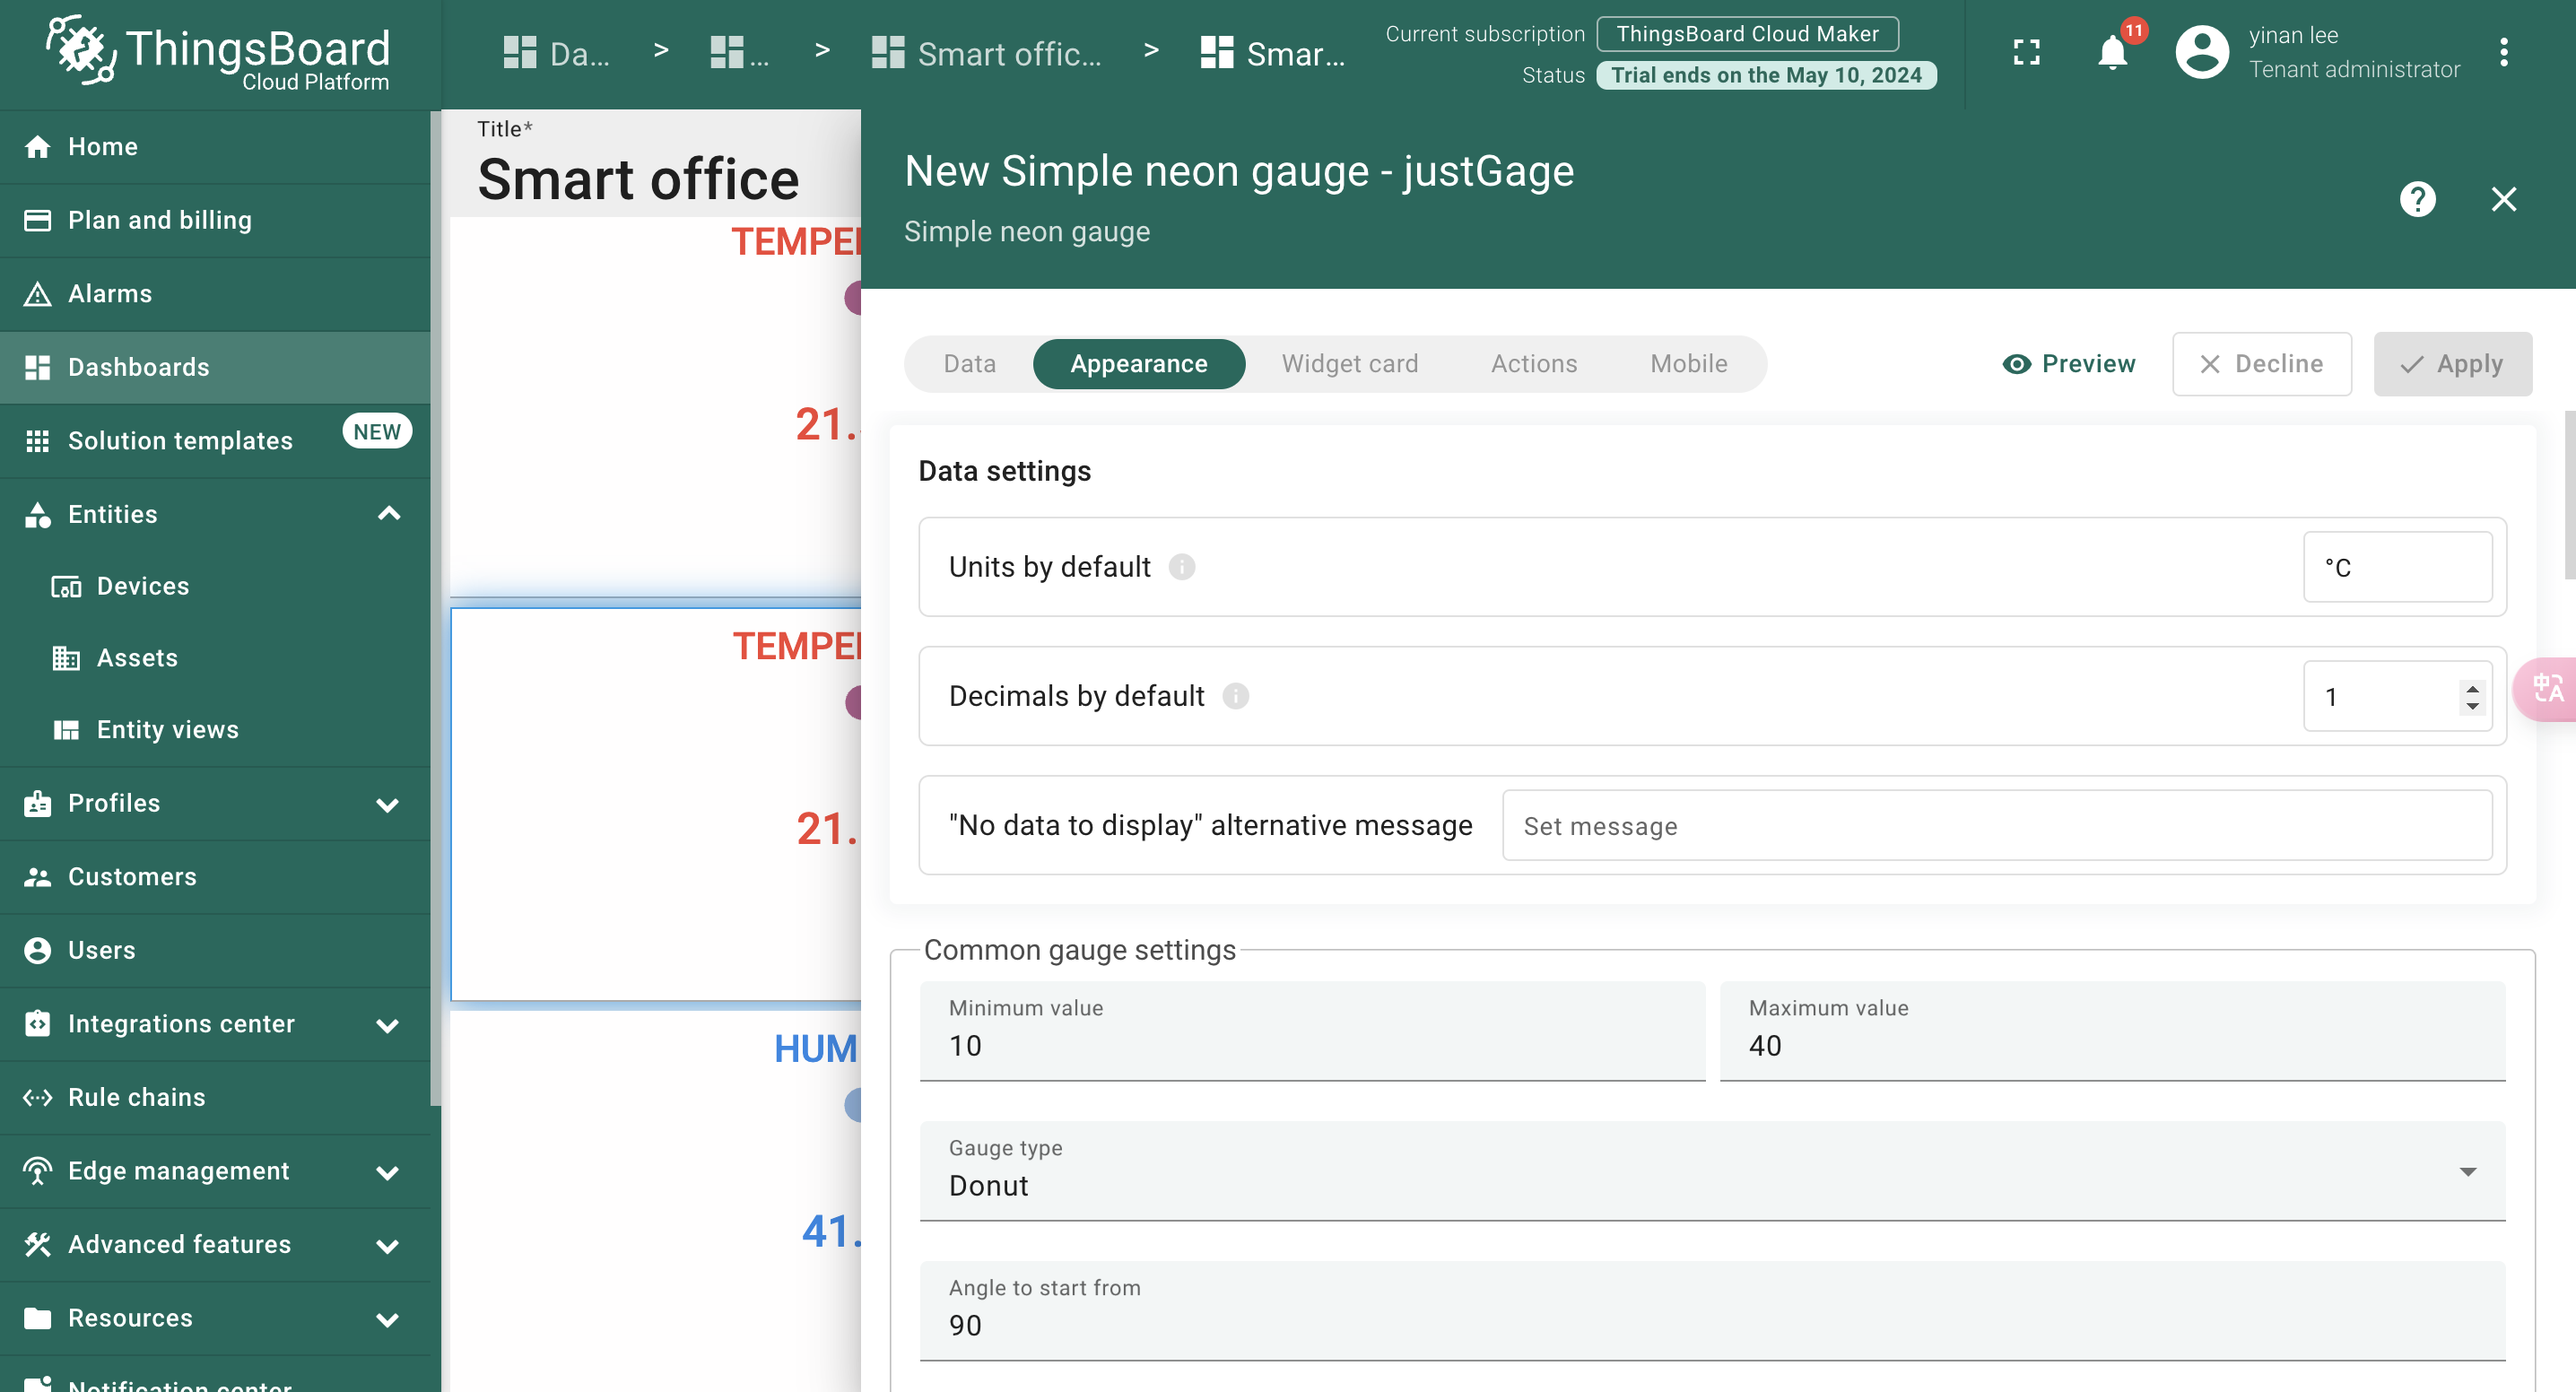 ThingsBoard
Cloud Platform
Da... > ... > Smart offic... > Smar...
Current subscription ThingsBoard Cloud Maker
Status Trial ends on the May 10, 2024
11
yinan lee
Tenant administrator
Home
Plan and billing
Alarms
Dashboards
Solution templates NEW
Entities
Devices
Assets
Entity views
Profiles
Customers
Users
Integrations center
Rule chains
Edge management
Advanced features
Resources
Notification center
Title*
Smart office
TEMPE
21.
TEMPE
21.
HUM
41.
New Simple neon gauge - justGage
Simple neon gauge
?
Data Appearance Widget card Actions Mobile
Preview Decline Apply
Data settings
Units by default °C
Decimals by default 1
"No data to display" alternative message Set message
中A
Common gauge settings
Minimum value
10
Maximum value
40
Gauge type
Donut
Angle to start from
90